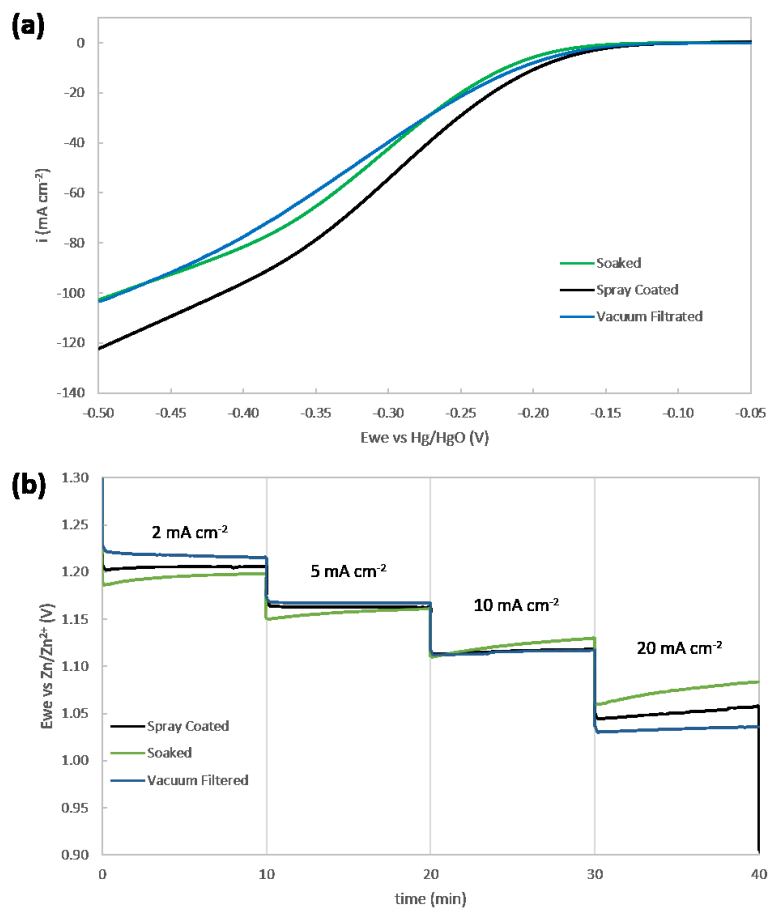 (a)
0
-20
-40
-60
-80
-100
-120
-140
i (mA cm⁻²)
Soaked
Spray Coated
Vacuum Filtrated
-0.50 -0.45 -0.40 -0.35 -0.30 -0.25 -0.20 -0.15 -0.10 -0.05
Ewe vs Hg/HgO (V)
(b)
1.30
1.25
1.20
1.15
1.10
1.05
1.00
0.95
0.90
Ewe vs Zn/Zn²⁺ (V)
2 mA cm⁻²
5 mA cm⁻²
10 mA cm⁻²
20 mA cm⁻²
Spray Coated
Soaked
Vacuum Filtered
0 10 20 30 40
time (min)